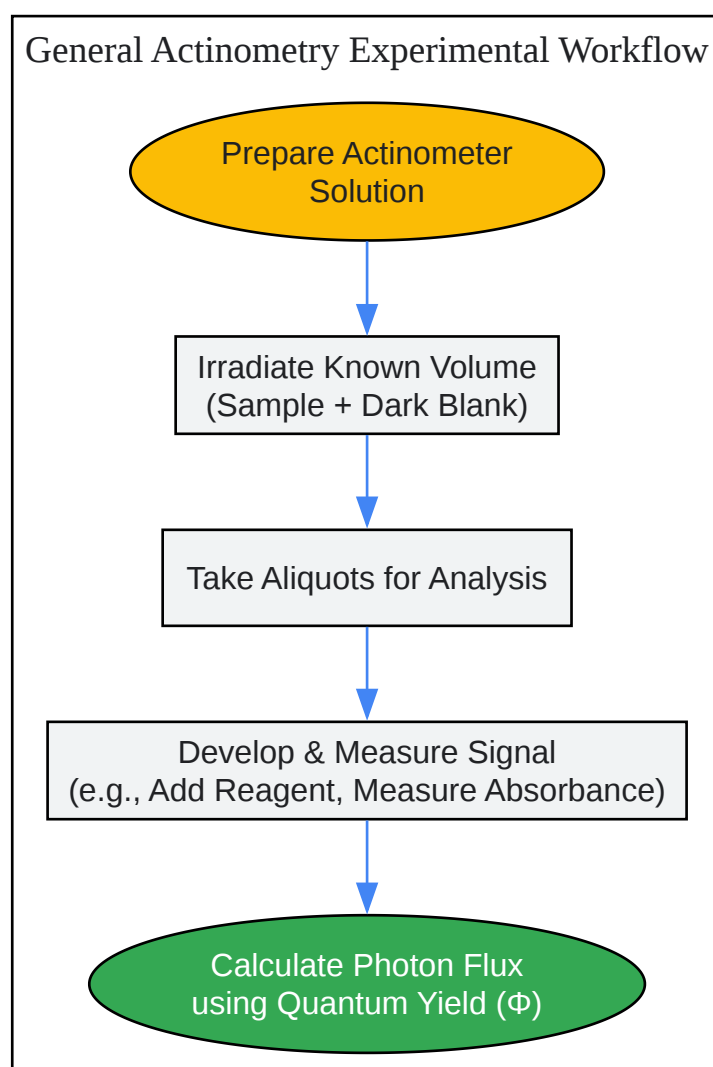 General Actinometry Experimental Workflow
Prepare Actinometer
Solution
Irradiate Known Volume
(Sample + Dark Blank)
Take Aliquots for Analysis
Develop & Measure Signal
(e.g., Add Reagent, Measure Absorbance)
Calculate Photon Flux
using Quantum Yield (Φ)